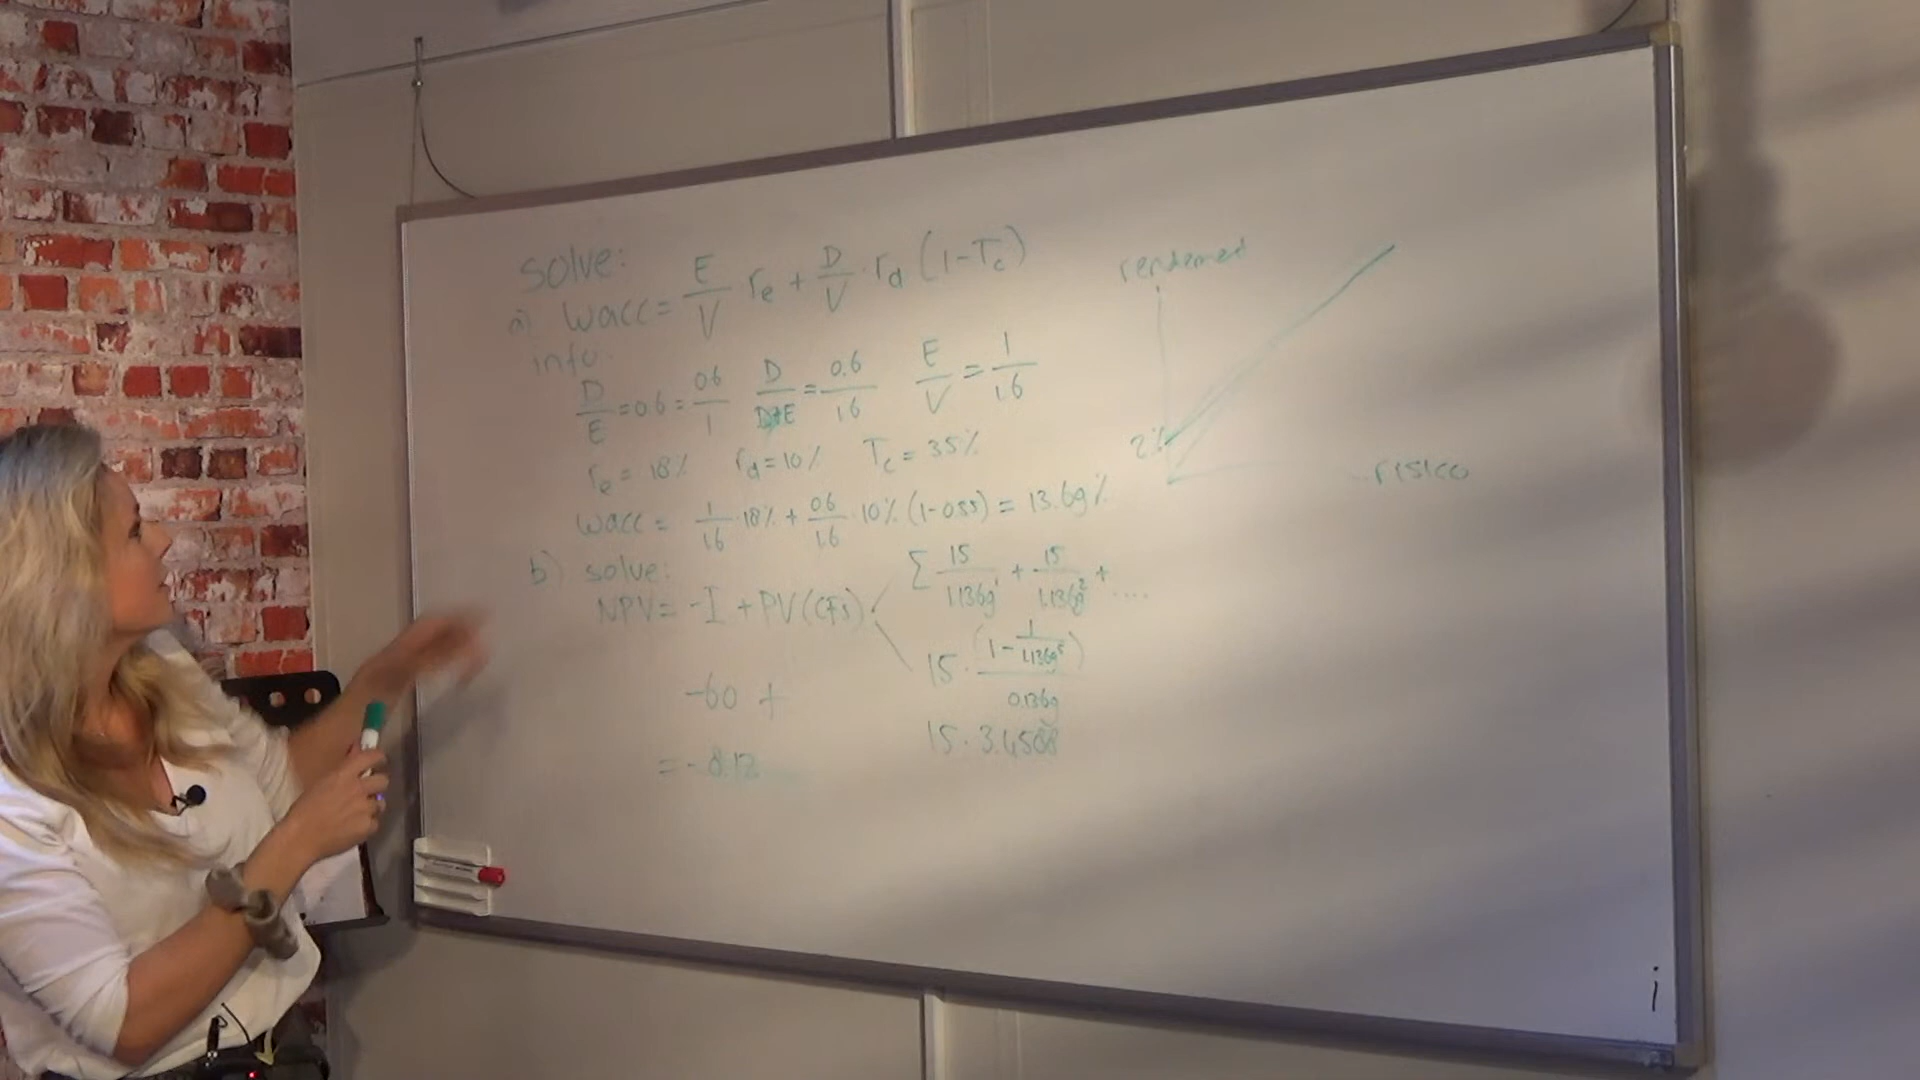 solve:
a) wacc = E/V · re + D/V · rd (1-Tc)
info
D/E = 0.6 = 0.6/1   D/D+E = 0.6/1.6   E/V = 1/1.6
re = 18%   rd = 10%   Tc = 35%
wacc = 1/1.6 · 18% + 0.6/1.6 · 10% (1-0.35) = 13.69%
b) solve:
NPV = -I + PV(CFs)
Σ 15/1.1369¹ + 15/1.1369² + ....
15 · (1 - 1/1.1369⁵)/0.1369
-60 +
15 · 3.4588
= -8.12
2%
risico
i